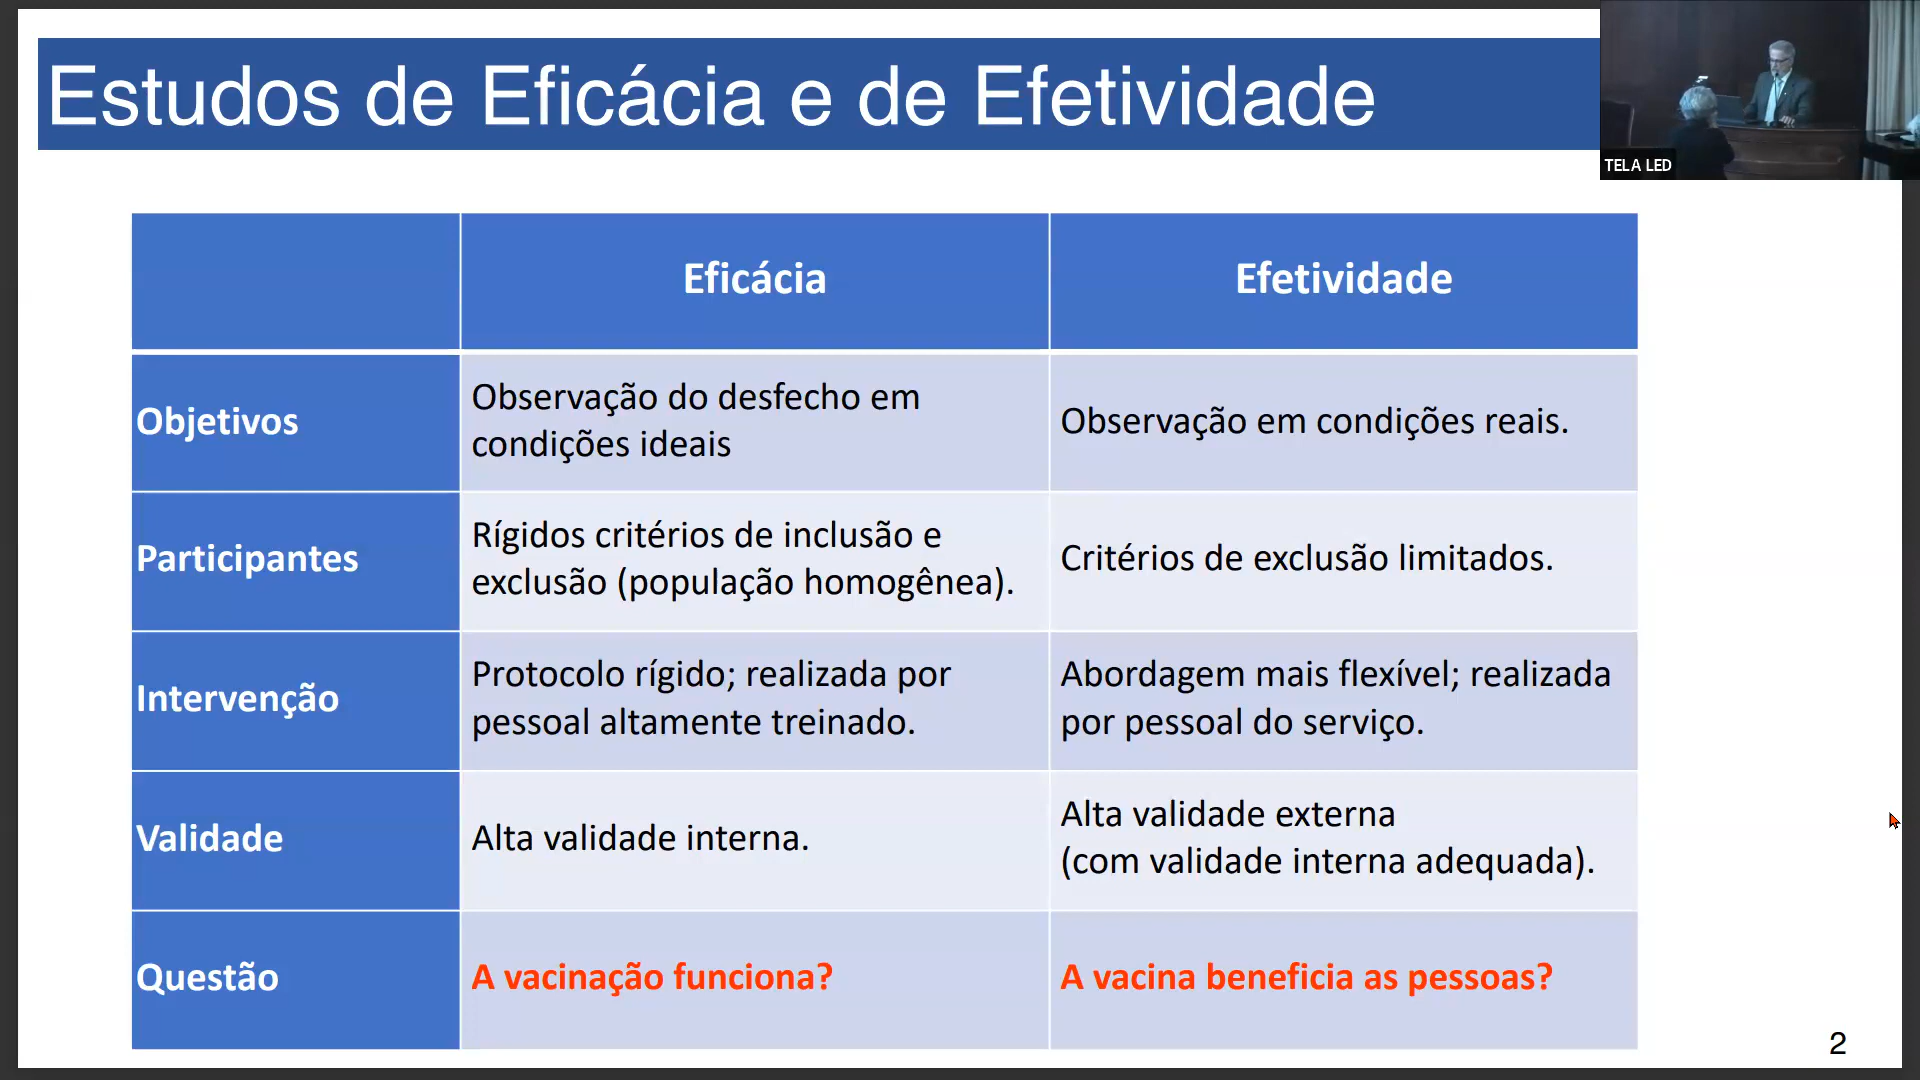 Estudos de Eficácia e de Efetividade
TELA LED
Eficácia
Efetividade
Objetivos
Observação do desfecho em
condições ideais
Observação em condições reais.
Participantes
Rígidos critérios de inclusão e
exclusão (população homogênea).
Critérios de exclusão limitados.
Intervenção
Protocolo rígido; realizada por
pessoal altamente treinado.
Abordagem mais flexível; realizada
por pessoal do serviço.
Validade
Alta validade interna.
Alta validade externa
(com validade interna adequada).
Questão
A vacinação funciona?
A vacina beneficia as pessoas?
2